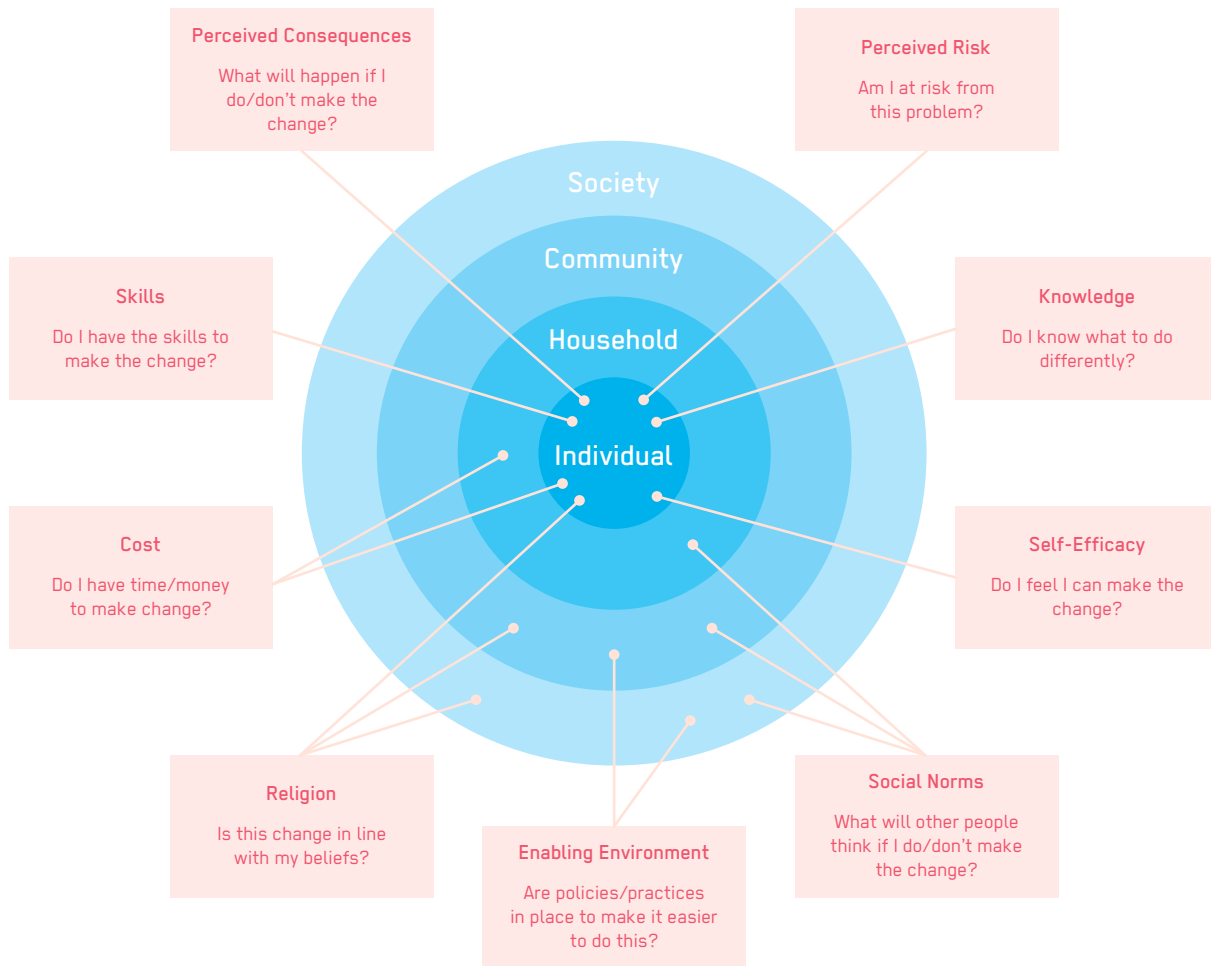 Perceived Consequences
What will happen if I
do/don't make the
change?
Perceived Risk
Am I at risk from
this problem?
Society
Community
Household
Individual
Skills
Do I have the skills to
make the change?
Knowledge
Do I know what to do
differently?
Cost
Do I have time/money
to make change?
Self-Efficacy
Do I feel I can make the
change?
Religion
Is this change in line
with my beliefs?
Enabling Environment
Are policies/practices
in place to make it easier
to do this?
Social Norms
What will other people
think if I do/don't make
the change?